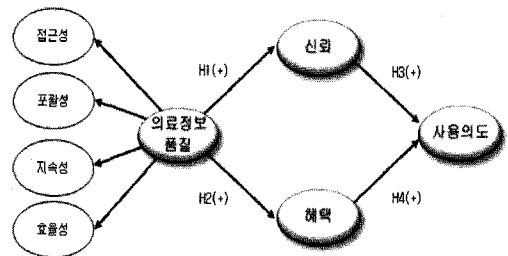 접근성
포괄성
지속성
효율성
의료정보
품질
H1(+)
H2(+)
신뢰
혜택
H3(+)
H4(+)
사용의도